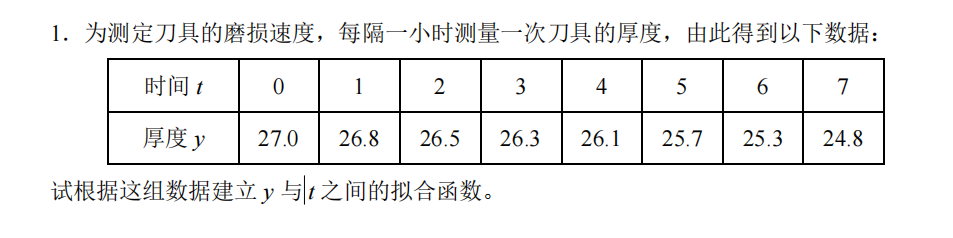 1．为测定刀具的磨损速度，每隔一小时测量一次刀具的厚度，由此得到以下数据：
时间 t 0 1 2 3 4 5 6 7
厚度 y 27.0 26.8 26.5 26.3 26.1 25.7 25.3 24.8
试根据这组数据建立 y 与 t 之间的拟合函数。